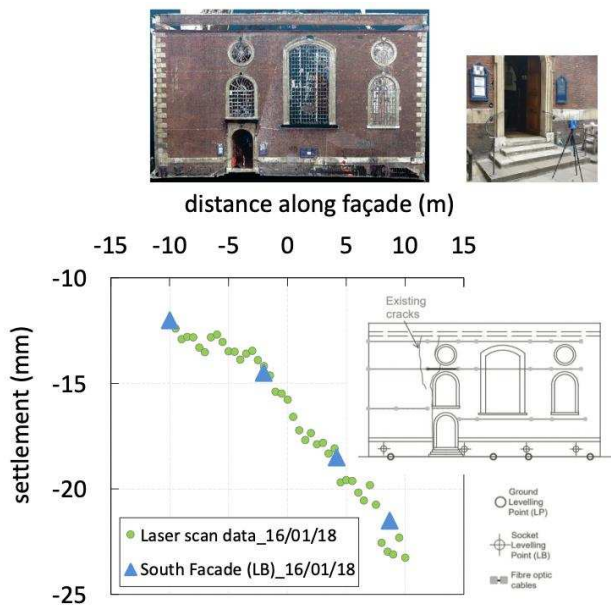 distance along façade (m)
-15 -10 -5 0 5 10 15
-10
-15
-20
-25
settlement (mm)
Laser scan data_16/01/18
South Facade (LB)_16/01/18
Existing
cracks
Ground
Levelling
Point (LP)
Socket
Levelling
Point (LB)
Fibre optic
cables